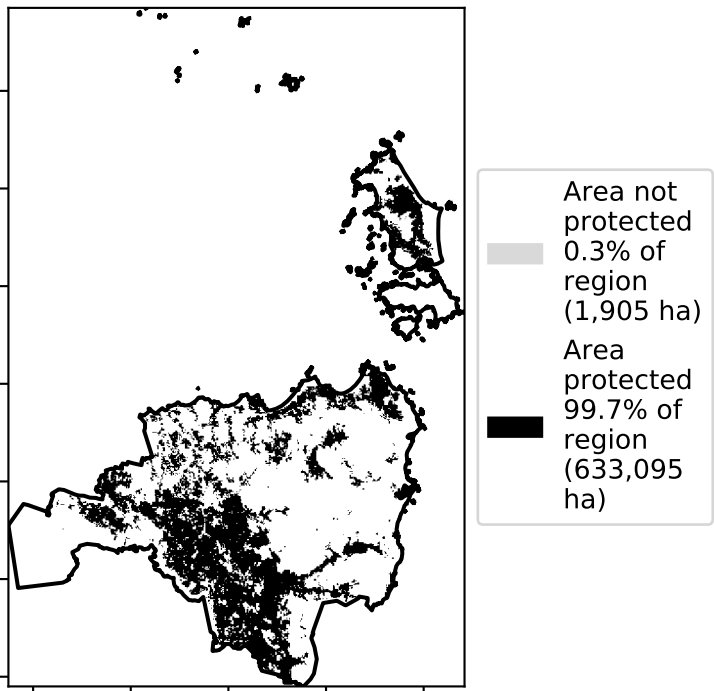 Area not
protected
0.3% of
region
(1,905 ha)
Area
protected
99.7% of
region
(633,095
ha)